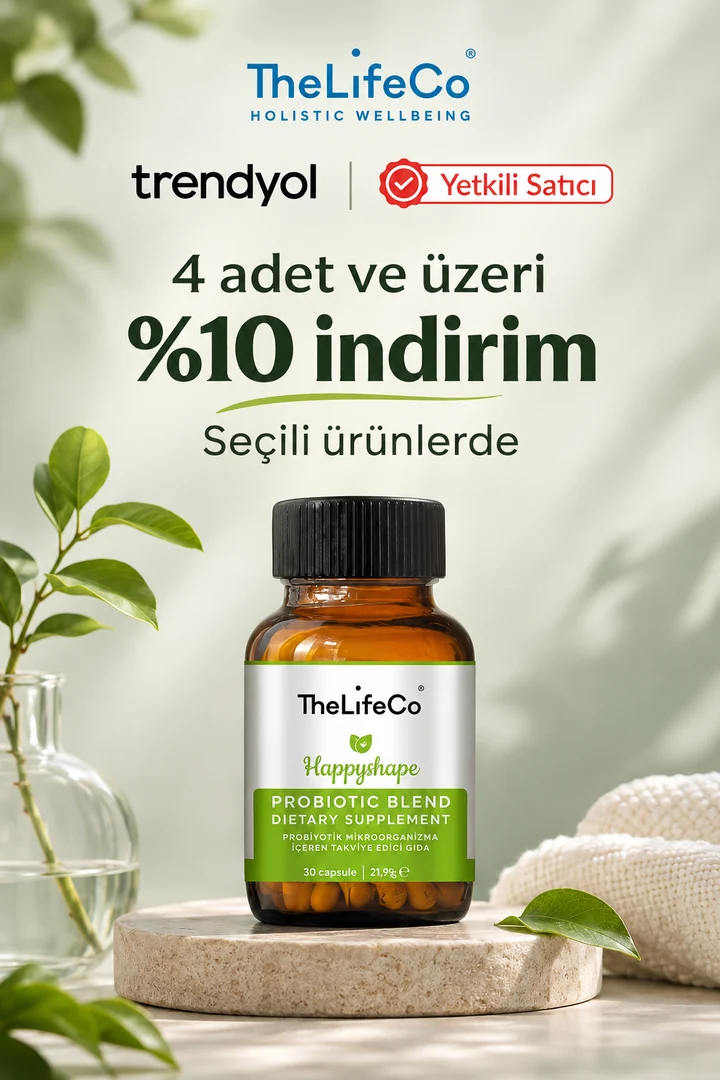 TheLifeCo®
HOLISTIC WELLBEING
trendyol | Yetkili Satıcı
4 adet ve üzeri
%10 indirim
Seçili ürünlerde
TheLifeCo®
Happyshape
PROBIOTIC BLEND
DIETARY SUPPLEMENT
PROBİYOTİK MİKROORGANİZMA
İÇEREN TAKVİYE EDİCİ GIDA
30 capsule | 21,99g ℮